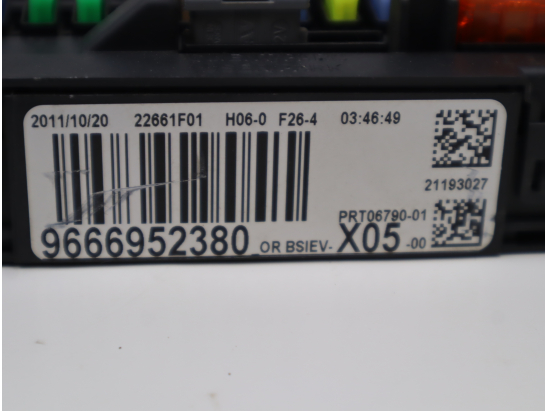 2011/10/20 22661F01 H06-0 F26-4 03:46:49
21193027
PRT06790-01
9666952380 OR BSIEV- X05 -00